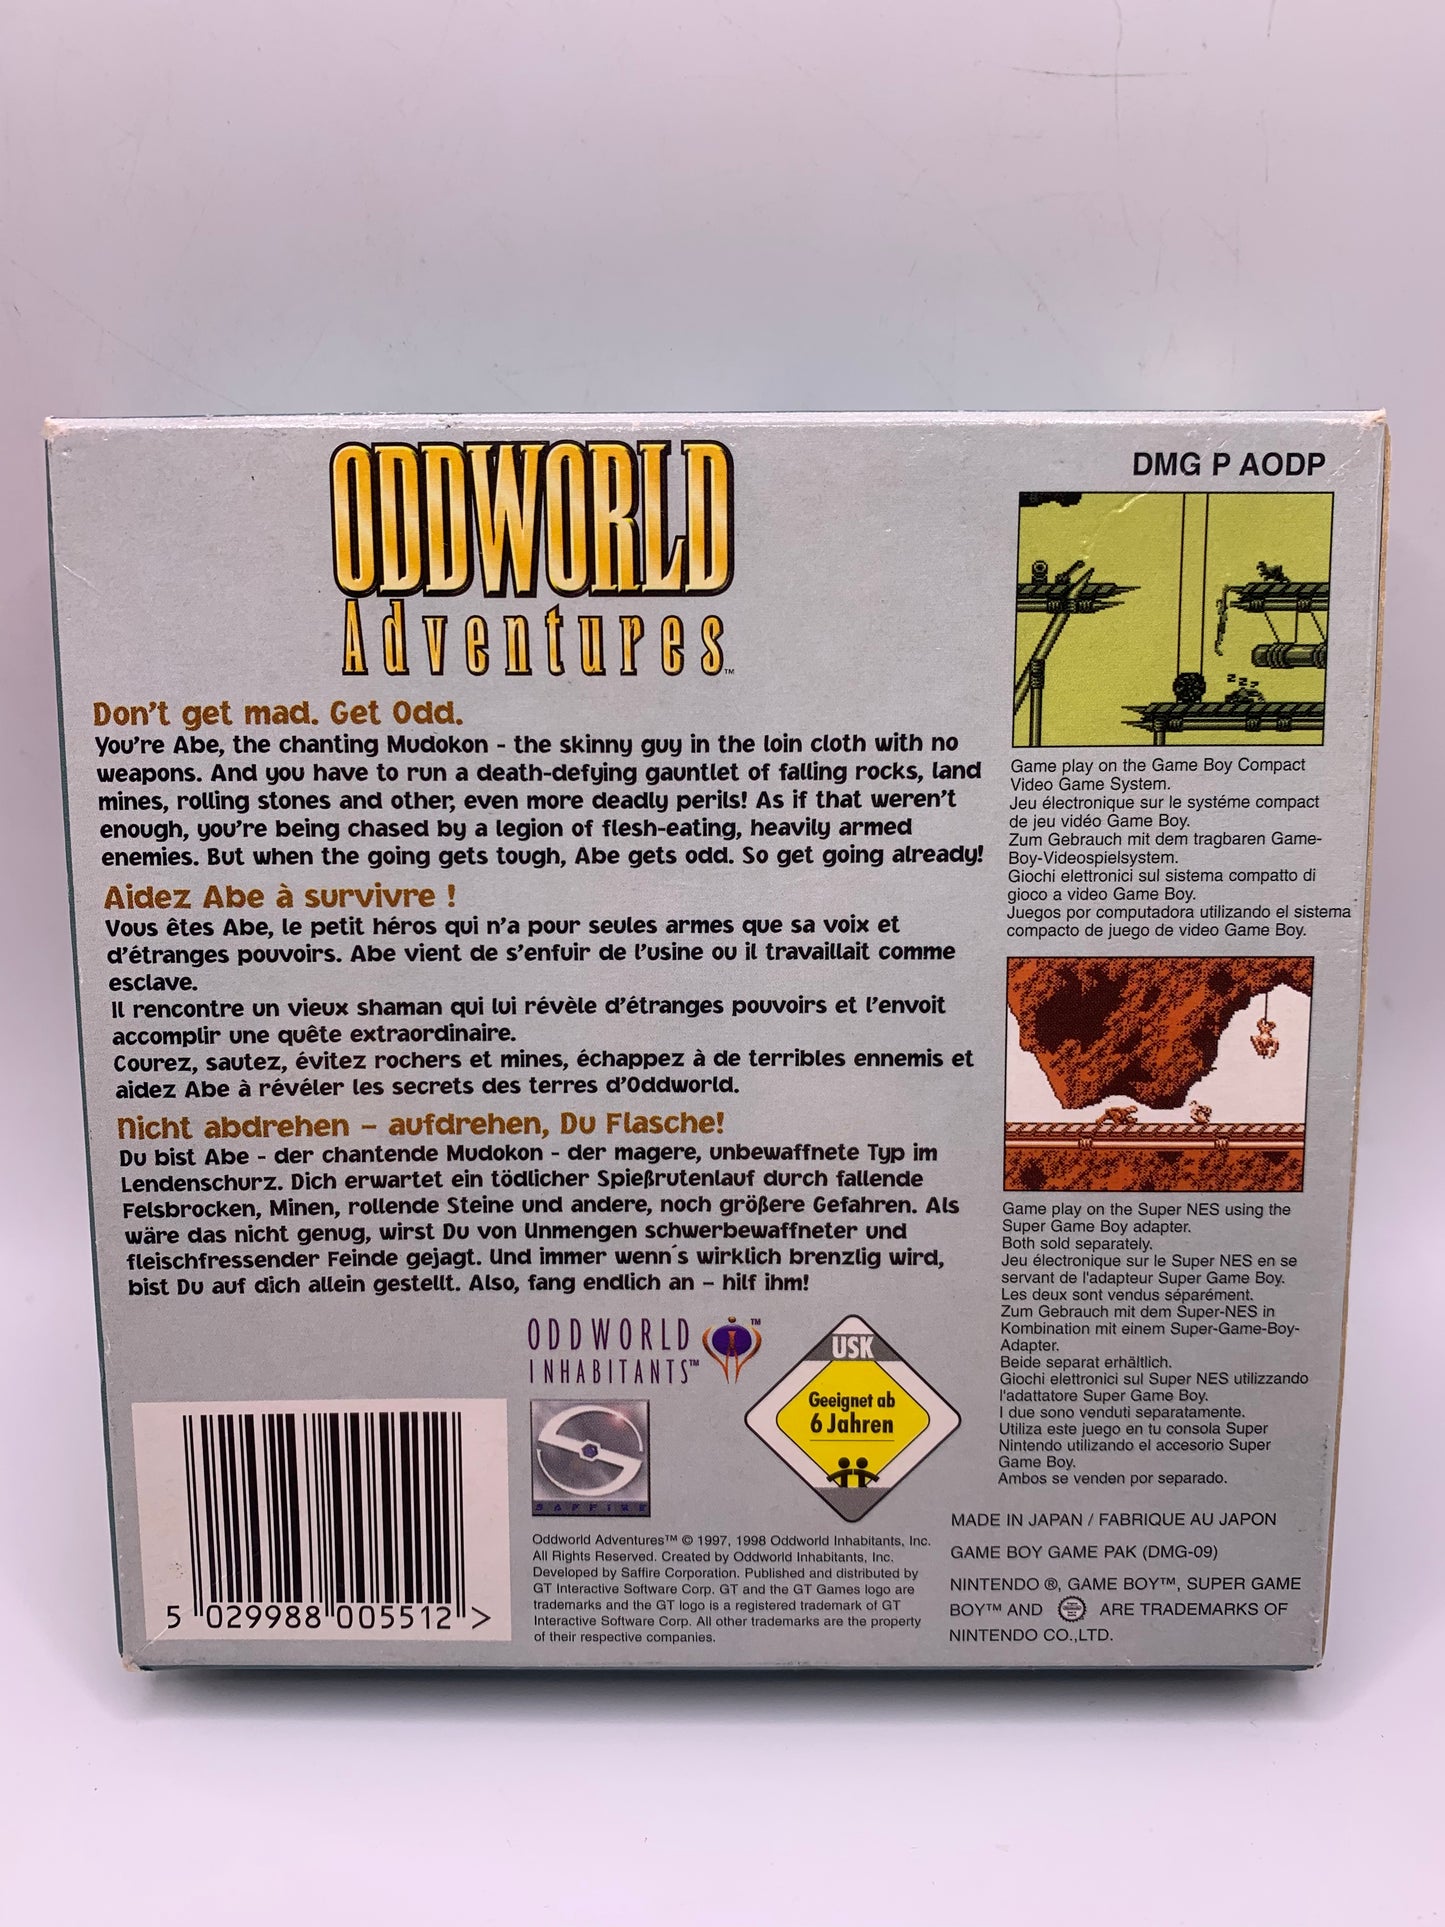 ODDWORLD
Adventures™
Don't get mad. Get Odd.
You're Abe, the chanting Mudokon - the skinny guy in the loin cloth with no
weapons. And you have to run a death-defying gauntlet of falling rocks, land
mines, rolling stones and other, even more deadly perils! As if that weren't
enough, you're being chased by a legion of flesh-eating, heavily armed
enemies. But when the going gets tough, Abe gets odd. So get going already!
Aidez Abe à survivre !
Vous êtes Abe, le petit héros qui n'a pour seules armes que sa voix et
d'étranges pouvoirs. Abe vient de s'enfuir de l'usine ou il travaillait comme
esclave.
Il rencontre un vieux shaman qui lui révèle d'étranges pouvoirs et l'envoit
accomplir une quête extraordinaire.
Courez, sautez, évitez rochers et mines, échappez à de terribles ennemis et
aidez Abe à révéler les secrets des terres d'Oddworld.
Nicht abdrehen – aufdrehen, Du Flasche!
Du bist Abe - der chantende Mudokon - der magere, unbewaffnete Typ im
Lendenschurz. Dich erwartet ein tödlicher Spießrutenlauf durch fallende
Felsbrocken, Minen, rollende Steine und andere, noch größere Gefahren. Als
wäre das nicht genug, wirst Du von Unmengen schwerbewaffneter und
fleischfressender Feinde gejagt. Und immer wenn´s wirklich brenzlig wird,
bist Du auf dich allein gestellt. Also, fang endlich an – hilf ihm!
DMG P AODP
z z z
Game play on the Game Boy Compact
Video Game System.
Jeu électronique sur le systéme compact
de jeu vidéo Game Boy.
Zum Gebrauch mit dem tragbaren Game-
Boy-Videospielsystem.
Giochi elettronici sul sistema compatto di
gioco a video Game Boy.
Juegos por computadora utilizando el sistema
compacto de juego de video Game Boy.
Game play on the Super NES using the
Super Game Boy adapter.
Both sold separately.
Jeu électronique sur le Super NES en se
servant de l'adapteur Super Game Boy.
Les deux sont vendus séparément.
Zum Gebrauch mit dem Super-NES in
Kombination mit einem Super-Game-Boy-
Adapter.
Beide separat erhältlich.
Giochi elettronici sul Super NES utilizzando
l'adattatore Super Game Boy.
I due sono venduti separatamente.
Utiliza este juego en tu consola Super
Nintendo utilizando el accesorio Super
Game Boy.
Ambos se venden por separado.
ODDWORLD ™
INHABITANTS™
SAFFIRE
USK
Geeignet ab
6 Jahren
5 029988 005512 >
Oddworld Adventures™ © 1997, 1998 Oddworld Inhabitants, Inc.
All Rights Reserved. Created by Oddworld Inhabitants, Inc.
Developed by Saffire Corporation. Published and distributed by
GT Interactive Software Corp. GT and the GT Games logo are
trademarks and the GT logo is a registered trademark of GT
Interactive Software Corp. All other trademarks are the property
of their respective companies.
MADE IN JAPAN / FABRIQUE AU JAPON
GAME BOY GAME PAK (DMG-09)
NINTENDO ®, GAME BOY™, SUPER GAME
BOY™ AND ARE TRADEMARKS OF
NINTENDO CO.,LTD.